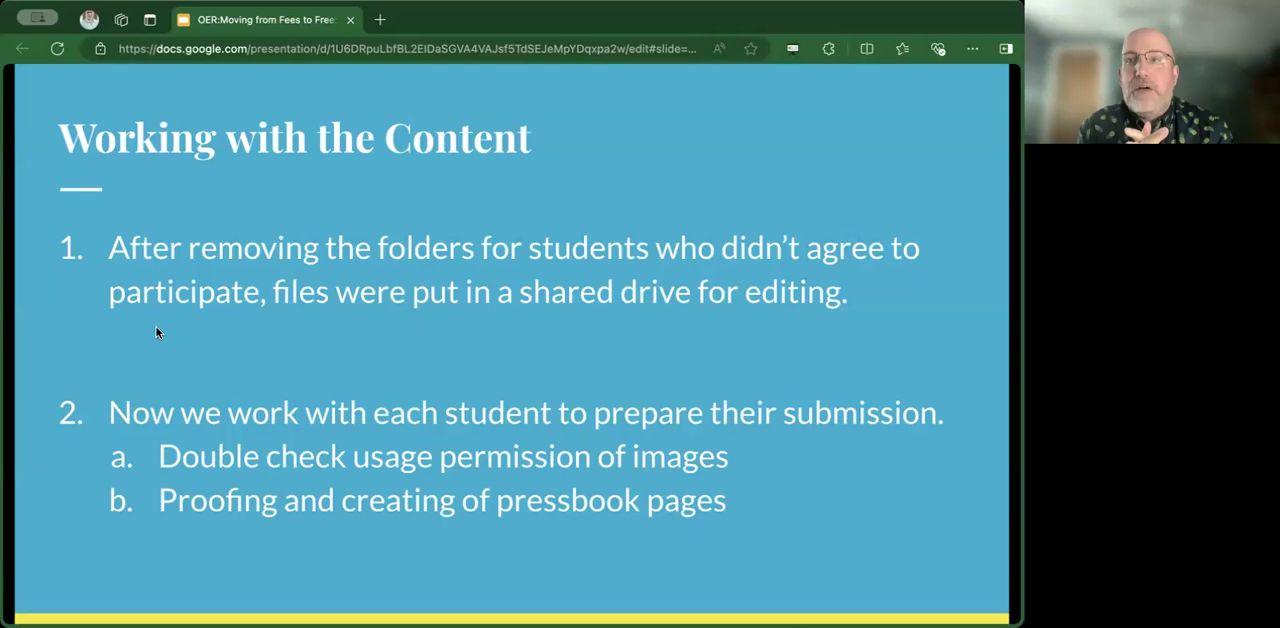 OER:Moving from Fees to Free
https://docs.google.com/presentation/d/1U6DRpuLbfBL2ElDaSGVA4VAJsf5TdSEJeMpYDqxpa2w/edit#slide=...
Working with the Content
1. After removing the folders for students who didn’t agree to
participate, files were put in a shared drive for editing.
2. Now we work with each student to prepare their submission.
a. Double check usage permission of images
b. Proofing and creating of pressbook pages